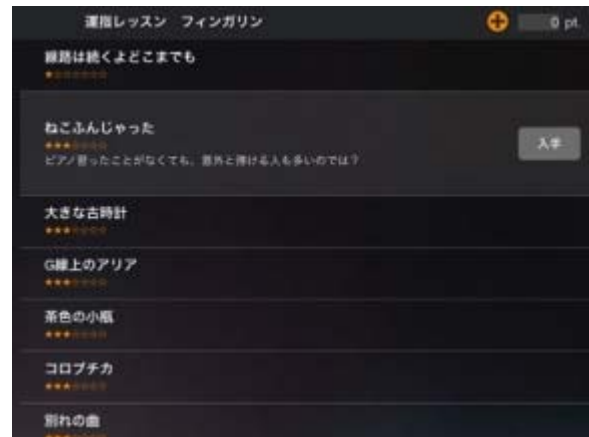 運指レッスン フィンガリン
0 pt.
線路は続くよどこまでも
★☆☆☆☆☆☆
ねこふんじゃった
★★★☆☆☆☆
ピアノ習ったことがなくても、意外と弾ける人も多いのでは？
入手
大きな古時計
★★★☆☆☆☆
G線上のアリア
★★★☆☆☆☆
茶色の小瓶
★★★☆☆☆☆
コロブチカ
★★★☆☆☆☆
別れの曲